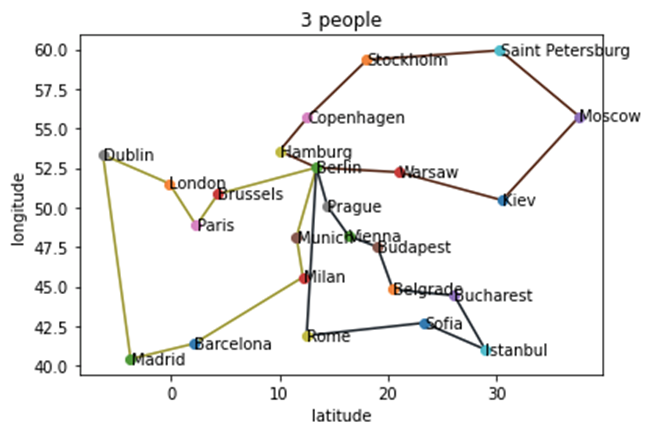 3 people
60.0
Saint Petersburg
Stockholm
57.5
Copenhagen
Moscow
55.0
Dublin
Hamburg
52.5
Berlin
Warsaw
London
Brussels
Kiev
50.0
Paris
Prague
Munich
Vienna
47.5
Budapest
Milan
45.0
Belgrade
Bucharest
42.5
Rome
Sofia
Barcelona
Istanbul
40.0
Madrid
longitude
0
10
20
30
latitude